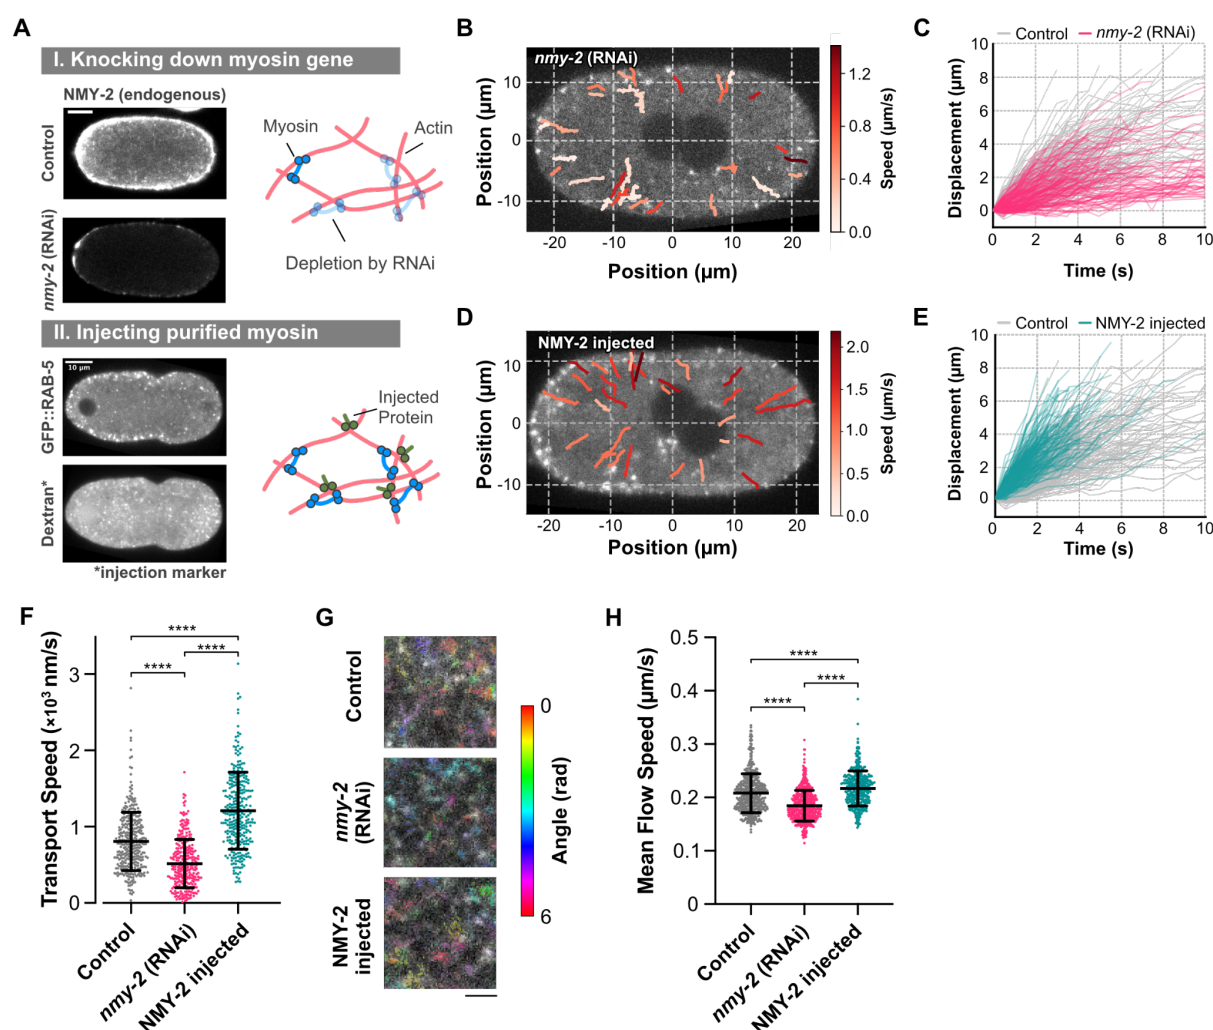 A
I. Knocking down myosin gene
NMY-2 (endogenous)
Control
nmy-2 (RNAi)
Myosin
Actin
Depletion by RNAi
II. Injecting purified myosin
GFP::RAB-5
10 µm
Dextran*
*injection marker
Injected
Protein
B
nmy-2 (RNAi)
Position (µm)
10
0
-10
-20
-10
0
10
20
Position (µm)
1.2
0.8
0.4
0.0
Speed (µm/s)
C
Control
nmy-2 (RNAi)
Displacement (µm)
10
8
6
4
2
0
0
2
4
6
8
10
Time (s)
D
NMY-2 injected
Position (µm)
10
0
-10
-20
-10
0
10
20
Position (µm)
2.0
1.5
1.0
0.5
0.0
Speed (µm/s)
E
Control
NMY-2 injected
Displacement (µm)
10
8
6
4
2
0
0
2
4
6
8
10
Time (s)
F
Transport Speed (×10³ nm/s)
3
2
1
0
****
****
****
Control
nmy-2 (RNAi)
NMY-2 injected
G
Control
nmy-2
(RNAi)
NMY-2
injected
0
Angle (rad)
6
H
Mean Flow Speed (µm/s)
0.5
0.4
0.3
0.2
0.1
0
****
****
****
Control
nmy-2 (RNAi)
NMY-2 injected